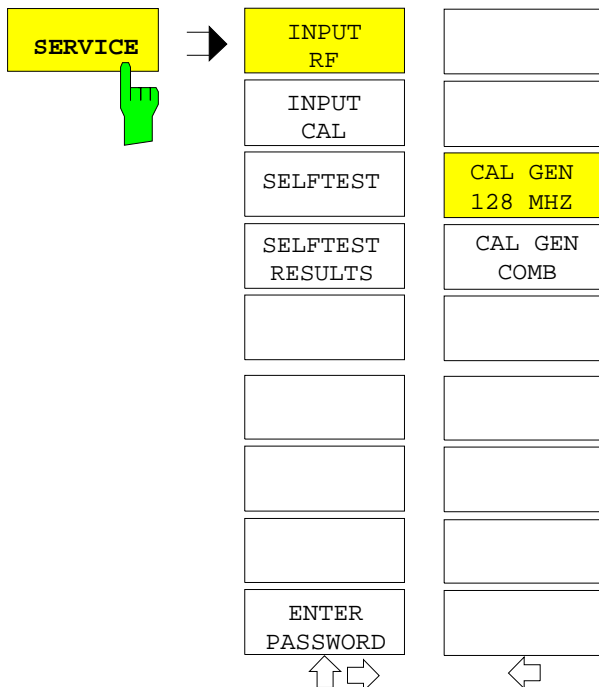 SERVICE
INPUT
RF
INPUT
CAL
SELFTEST
SELFTEST
RESULTS
ENTER
PASSWORD
CAL GEN
128 MHZ
CAL GEN
COMB